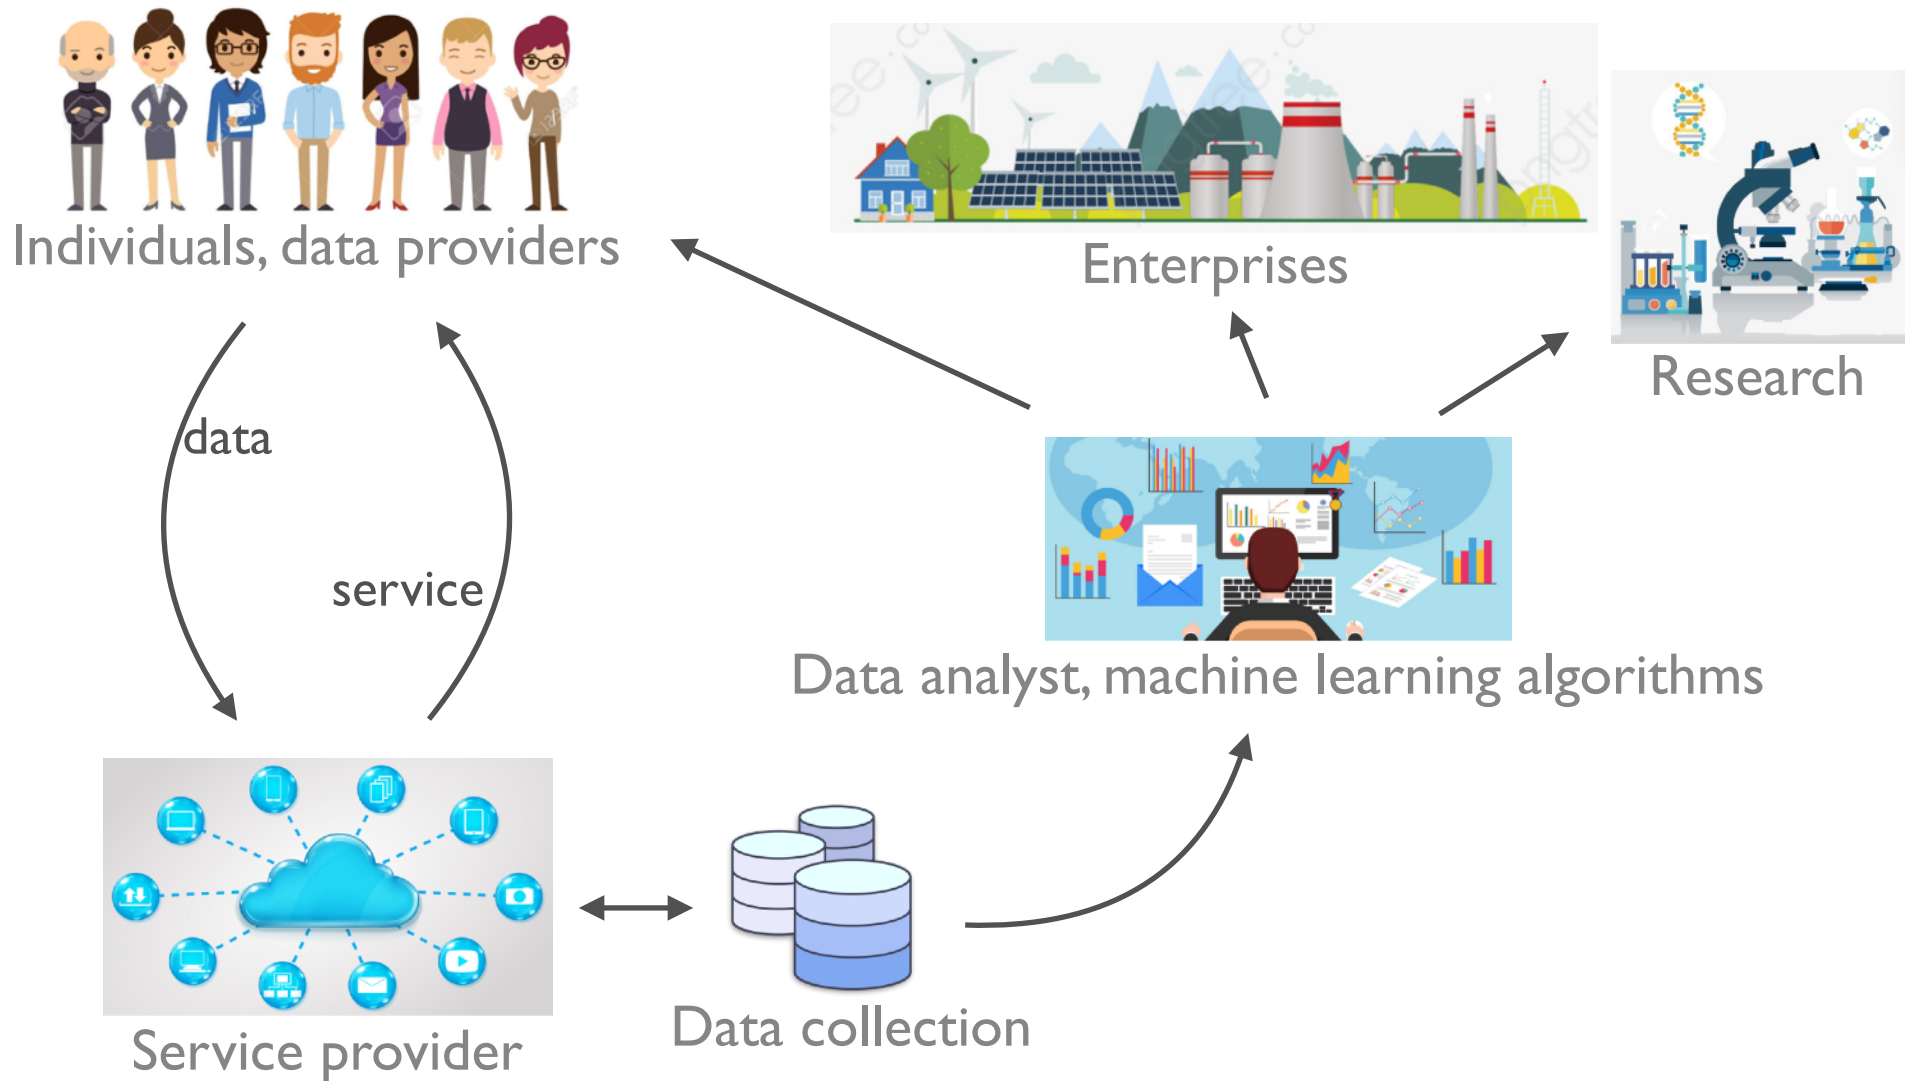 Individuals, data providers
Enterprises
Research
data
service
Data analyst, machine learning algorithms
Data collection
Service provider